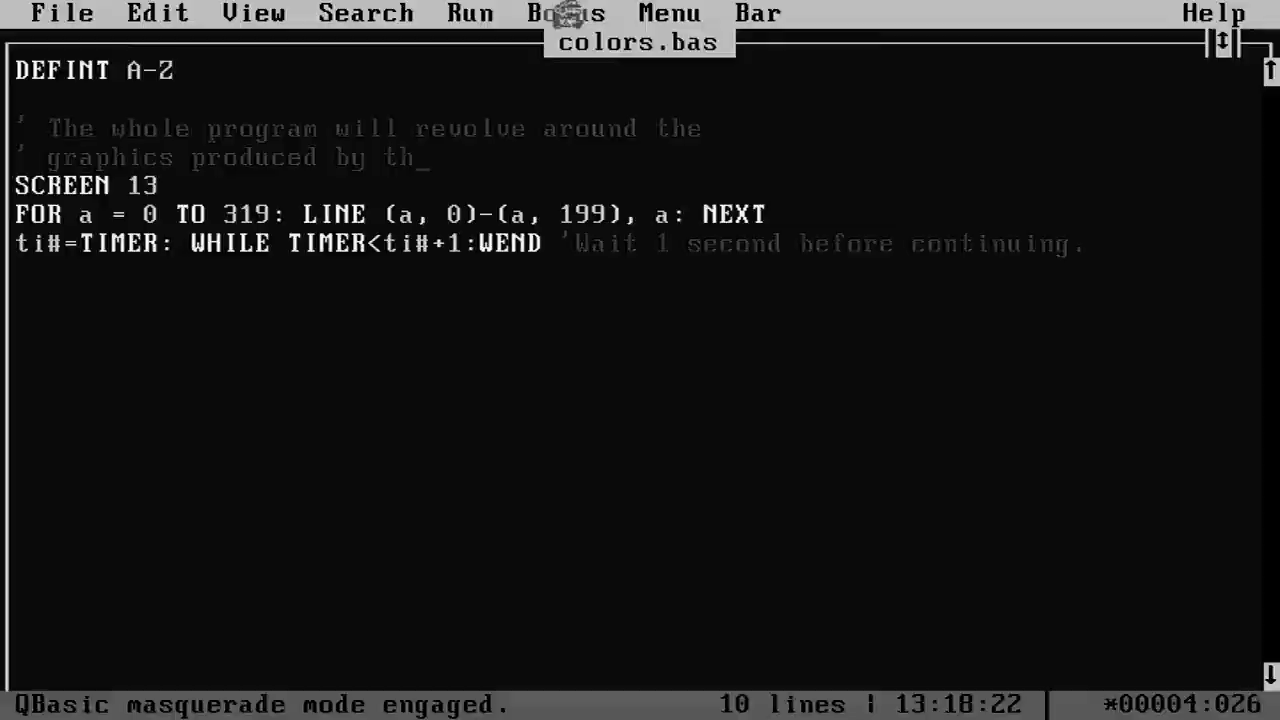 File Edit View Search Run Bonus Menu Bar Help
colors.bas
DEFINT A-Z
' The whole program will revolve around the
' graphics produced by th_
SCREEN 13
FOR a = 0 TO 319: LINE (a, 0)-(a, 199), a: NEXT
ti#=TIMER: WHILE TIMER<ti#+1:WEND 'Wait 1 second before continuing.
QBasic masquerade mode engaged. 10 lines | 13:18:22 *00004:026